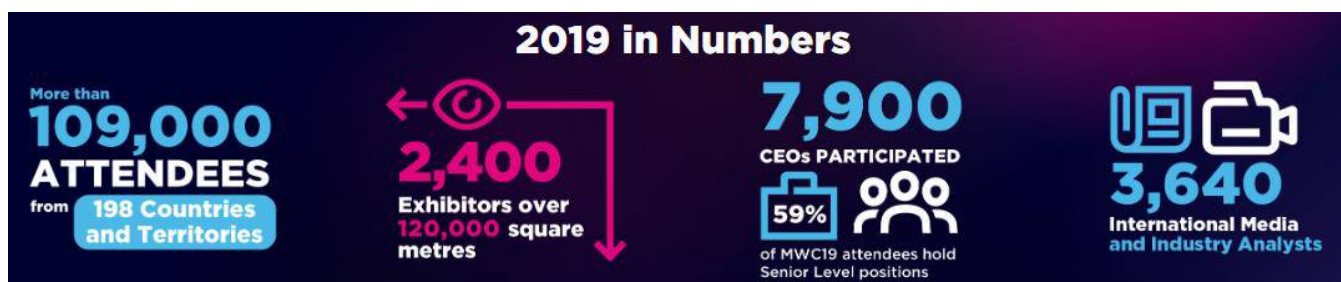 2019 in Numbers
More than
109,000
ATTENDEES
from 198 Countries
and Territories
2,400
Exhibitors over
120,000 square
metres
7,900
CEOs PARTICIPATED
59%
of MWC19 attendees hold
Senior Level positions
3,640
International Media
and Industry Analysts